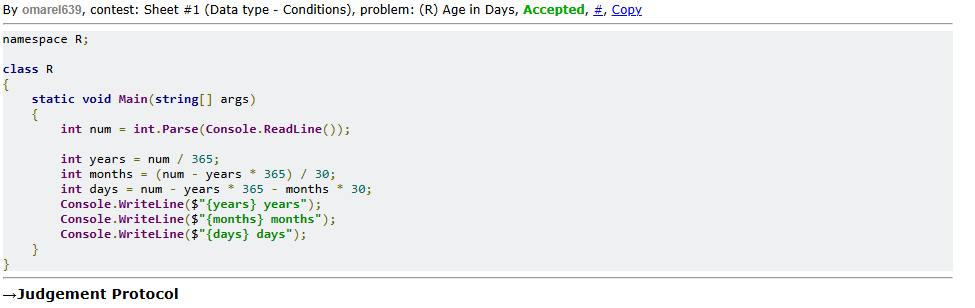 By omarel639, contest: Sheet #1 (Data type - Conditions), problem: (R) Age in Days, Accepted, #, Copy
namespace R;
class R
{
    static void Main(string[] args)
    {
        int num = int.Parse(Console.ReadLine());
        int years = num / 365;
        int months = (num - years * 365) / 30;
        int days = num - years * 365 - months * 30;
        Console.WriteLine($"{years} years");
        Console.WriteLine($"{months} months");
        Console.WriteLine($"{days} days");
    }
}
→Judgement Protocol